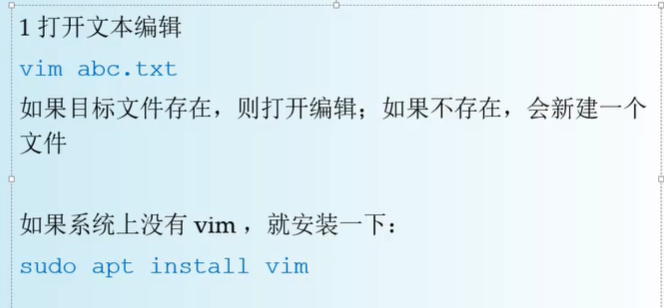 1 打开文本编辑
vim abc.txt
如果目标文件存在，则打开编辑；如果不存在，会新建一个
文件
如果系统上没有 vim ，就安装一下：
sudo apt install vim